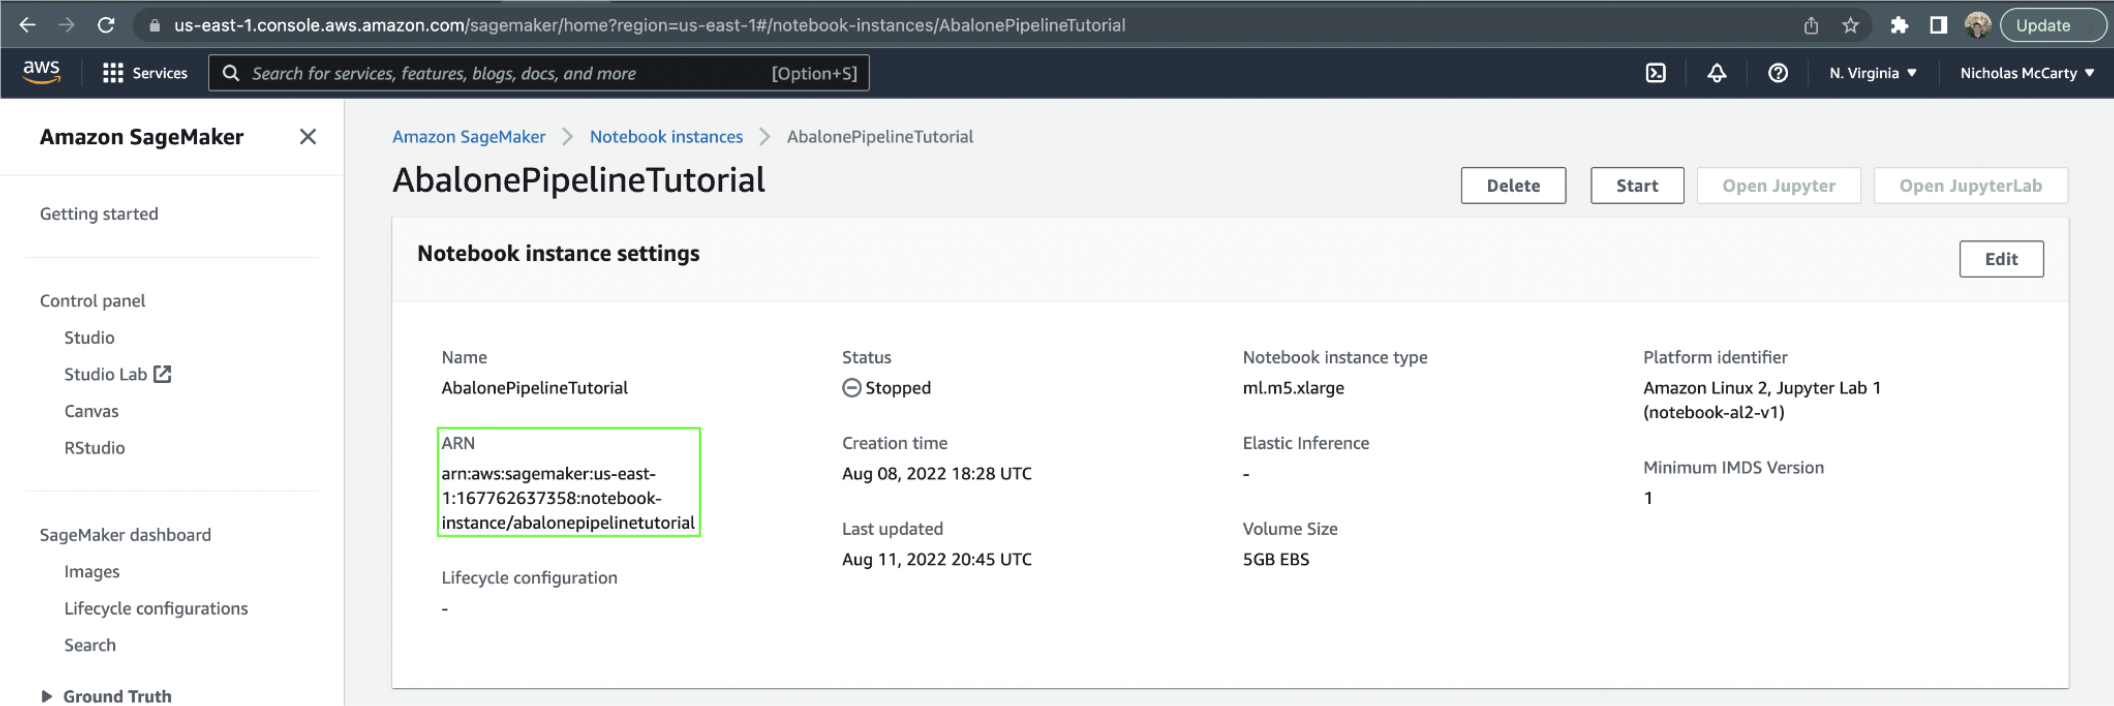 us-east-1.console.aws.amazon.com/sagemaker/home?region=us-east-1#/notebook-instances/AbalonePipelineTutorial
Update
aws
Services
Search for services, features, blogs, docs, and more
[Option+S]
N. Virginia
Nicholas McCarty
Amazon SageMaker
Getting started
Control panel
Studio
Studio Lab
Canvas
RStudio
SageMaker dashboard
Images
Lifecycle configurations
Search
Ground Truth
Amazon SageMaker > Notebook instances > AbalonePipelineTutorial
AbalonePipelineTutorial
Delete
Start
Open Jupyter
Open JupyterLab
Notebook instance settings
Edit
Name
AbalonePipelineTutorial
ARN
arn:aws:sagemaker:us-east-
1:167762637358:notebook-
instance/abalonepipelinetutorial
Lifecycle configuration
-
Status
Stopped
Creation time
Aug 08, 2022 18:28 UTC
Last updated
Aug 11, 2022 20:45 UTC
Notebook instance type
ml.m5.xlarge
Elastic Inference
-
Volume Size
5GB EBS
Platform identifier
Amazon Linux 2, Jupyter Lab 1
(notebook-al2-v1)
Minimum IMDS Version
1